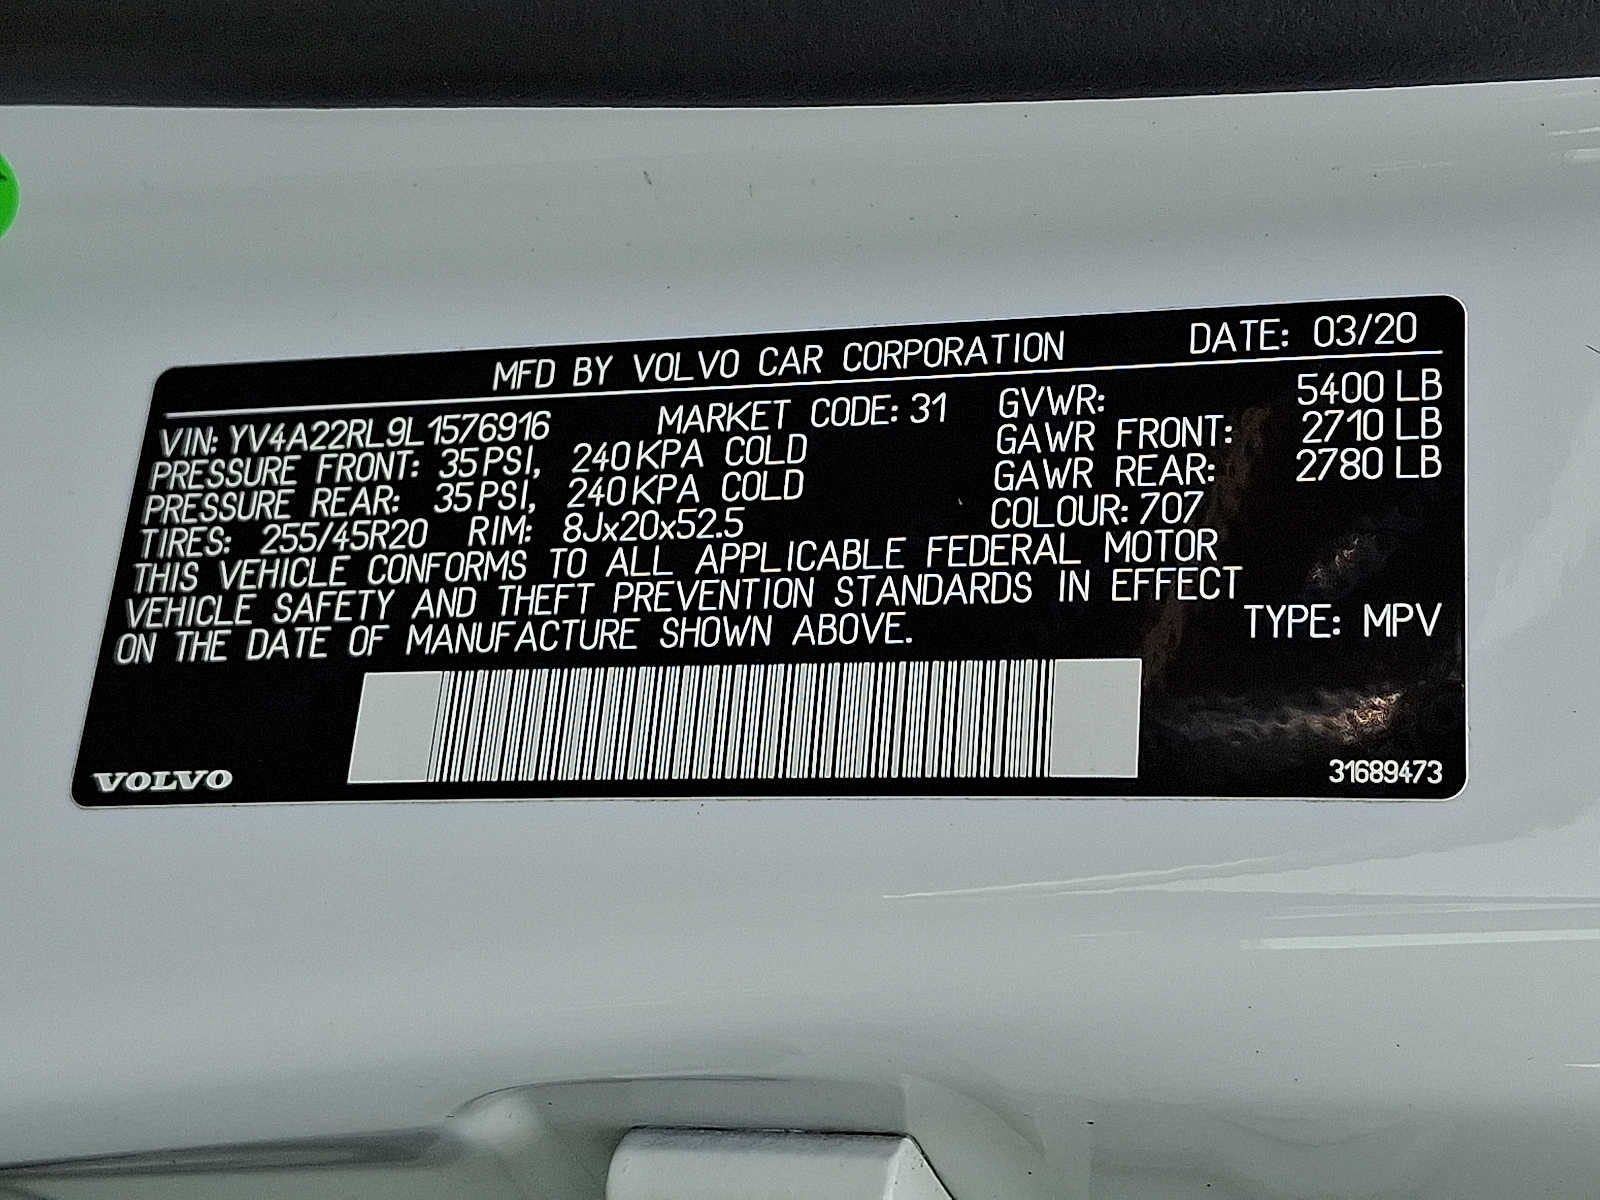 MFD BY VOLVO CAR CORPORATION DATE: 03/20
VIN: YV4A22RL9L1576916 MARKET CODE: 31 GVWR: 5400 LB
PRESSURE FRONT: 35 PSI, 240 KPA COLD GAWR FRONT: 2710 LB
PRESSURE REAR: 35 PSI, 240 KPA COLD GAWR REAR: 2780 LB
TIRES: 255/45R20 RIM: 8Jx20x52.5 COLOUR: 707
THIS VEHICLE CONFORMS TO ALL APPLICABLE FEDERAL MOTOR
VEHICLE SAFETY AND THEFT PREVENTION STANDARDS IN EFFECT
ON THE DATE OF MANUFACTURE SHOWN ABOVE. TYPE: MPV
VOLVO 31689473